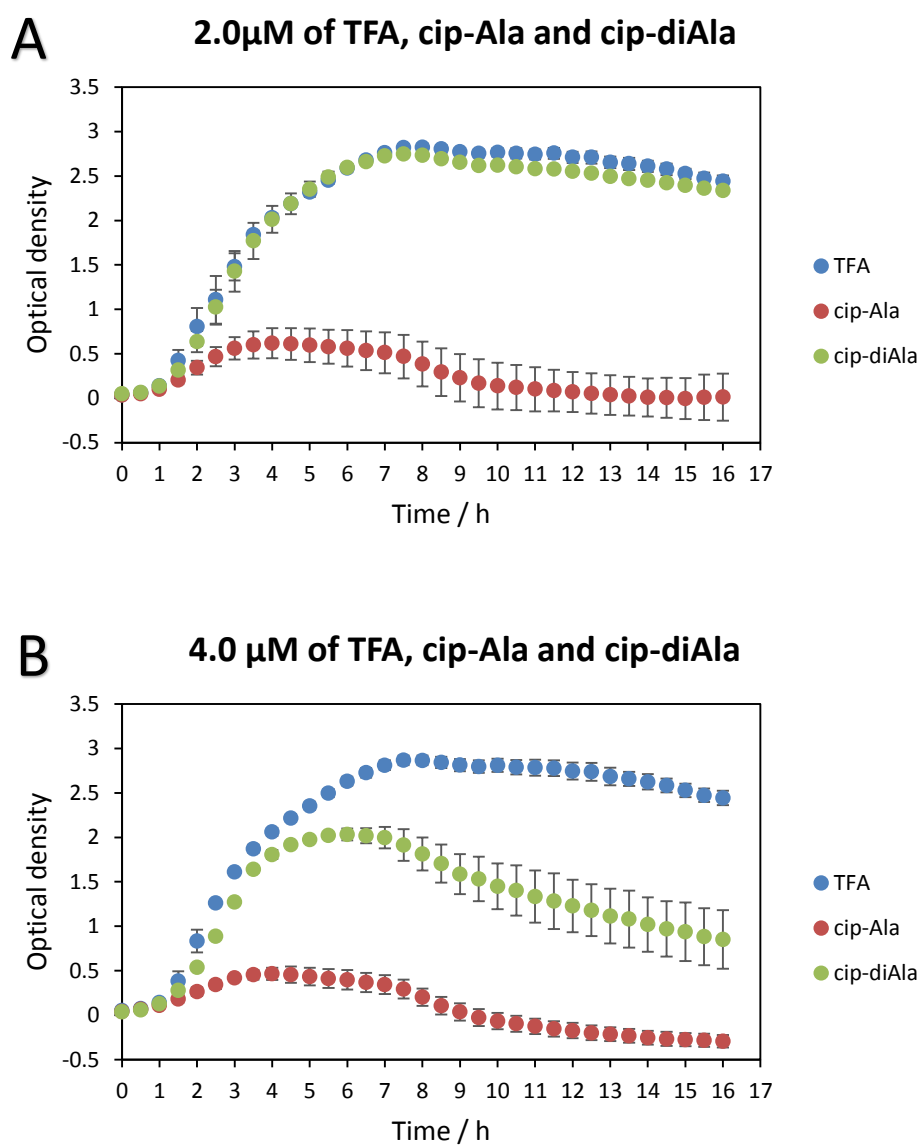 A
2.0µM of TFA, cip-Ala and cip-diAla
3.5
3
2.5
2
1.5
1
0.5
0
-0.5
Optical density
0 1 2 3 4 5 6 7 8 9 10 11 12 13 14 15 16 17
Time / h
TFA
cip-Ala
cip-diAla
B
4.0 µM of TFA, cip-Ala and cip-diAla
3.5
3
2.5
2
1.5
1
0.5
0
-0.5
Optical density
0 1 2 3 4 5 6 7 8 9 10 11 12 13 14 15 16 17
Time / h
TFA
cip-Ala
cip-diAla